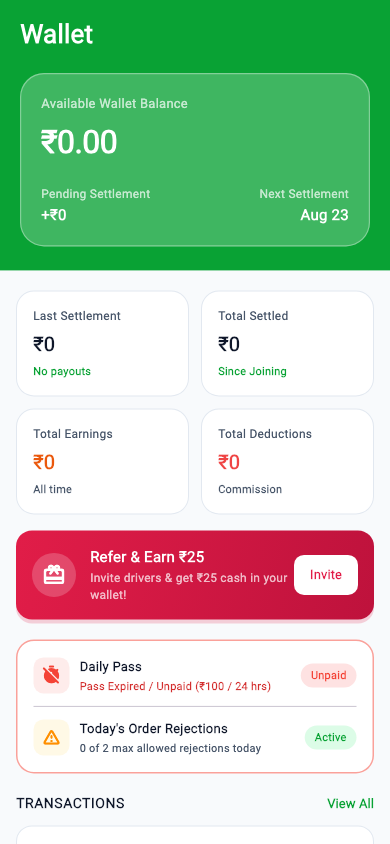 Wallet
Available Wallet Balance
₹0.00
Pending Settlement
Next Settlement
+₹0
Aug 23
Last Settlement
₹0
No payouts
Total Settled
₹0
Since Joining
Total Earnings
₹0
All time
Total Deductions
₹0
Commission
Refer & Earn ₹25
Invite drivers & get ₹25 cash in your
wallet!
Invite
Daily Pass
Pass Expired / Unpaid (₹100 / 24 hrs)
Unpaid
Today's Order Rejections
0 of 2 max allowed rejections today
Active
TRANSACTIONS
View All